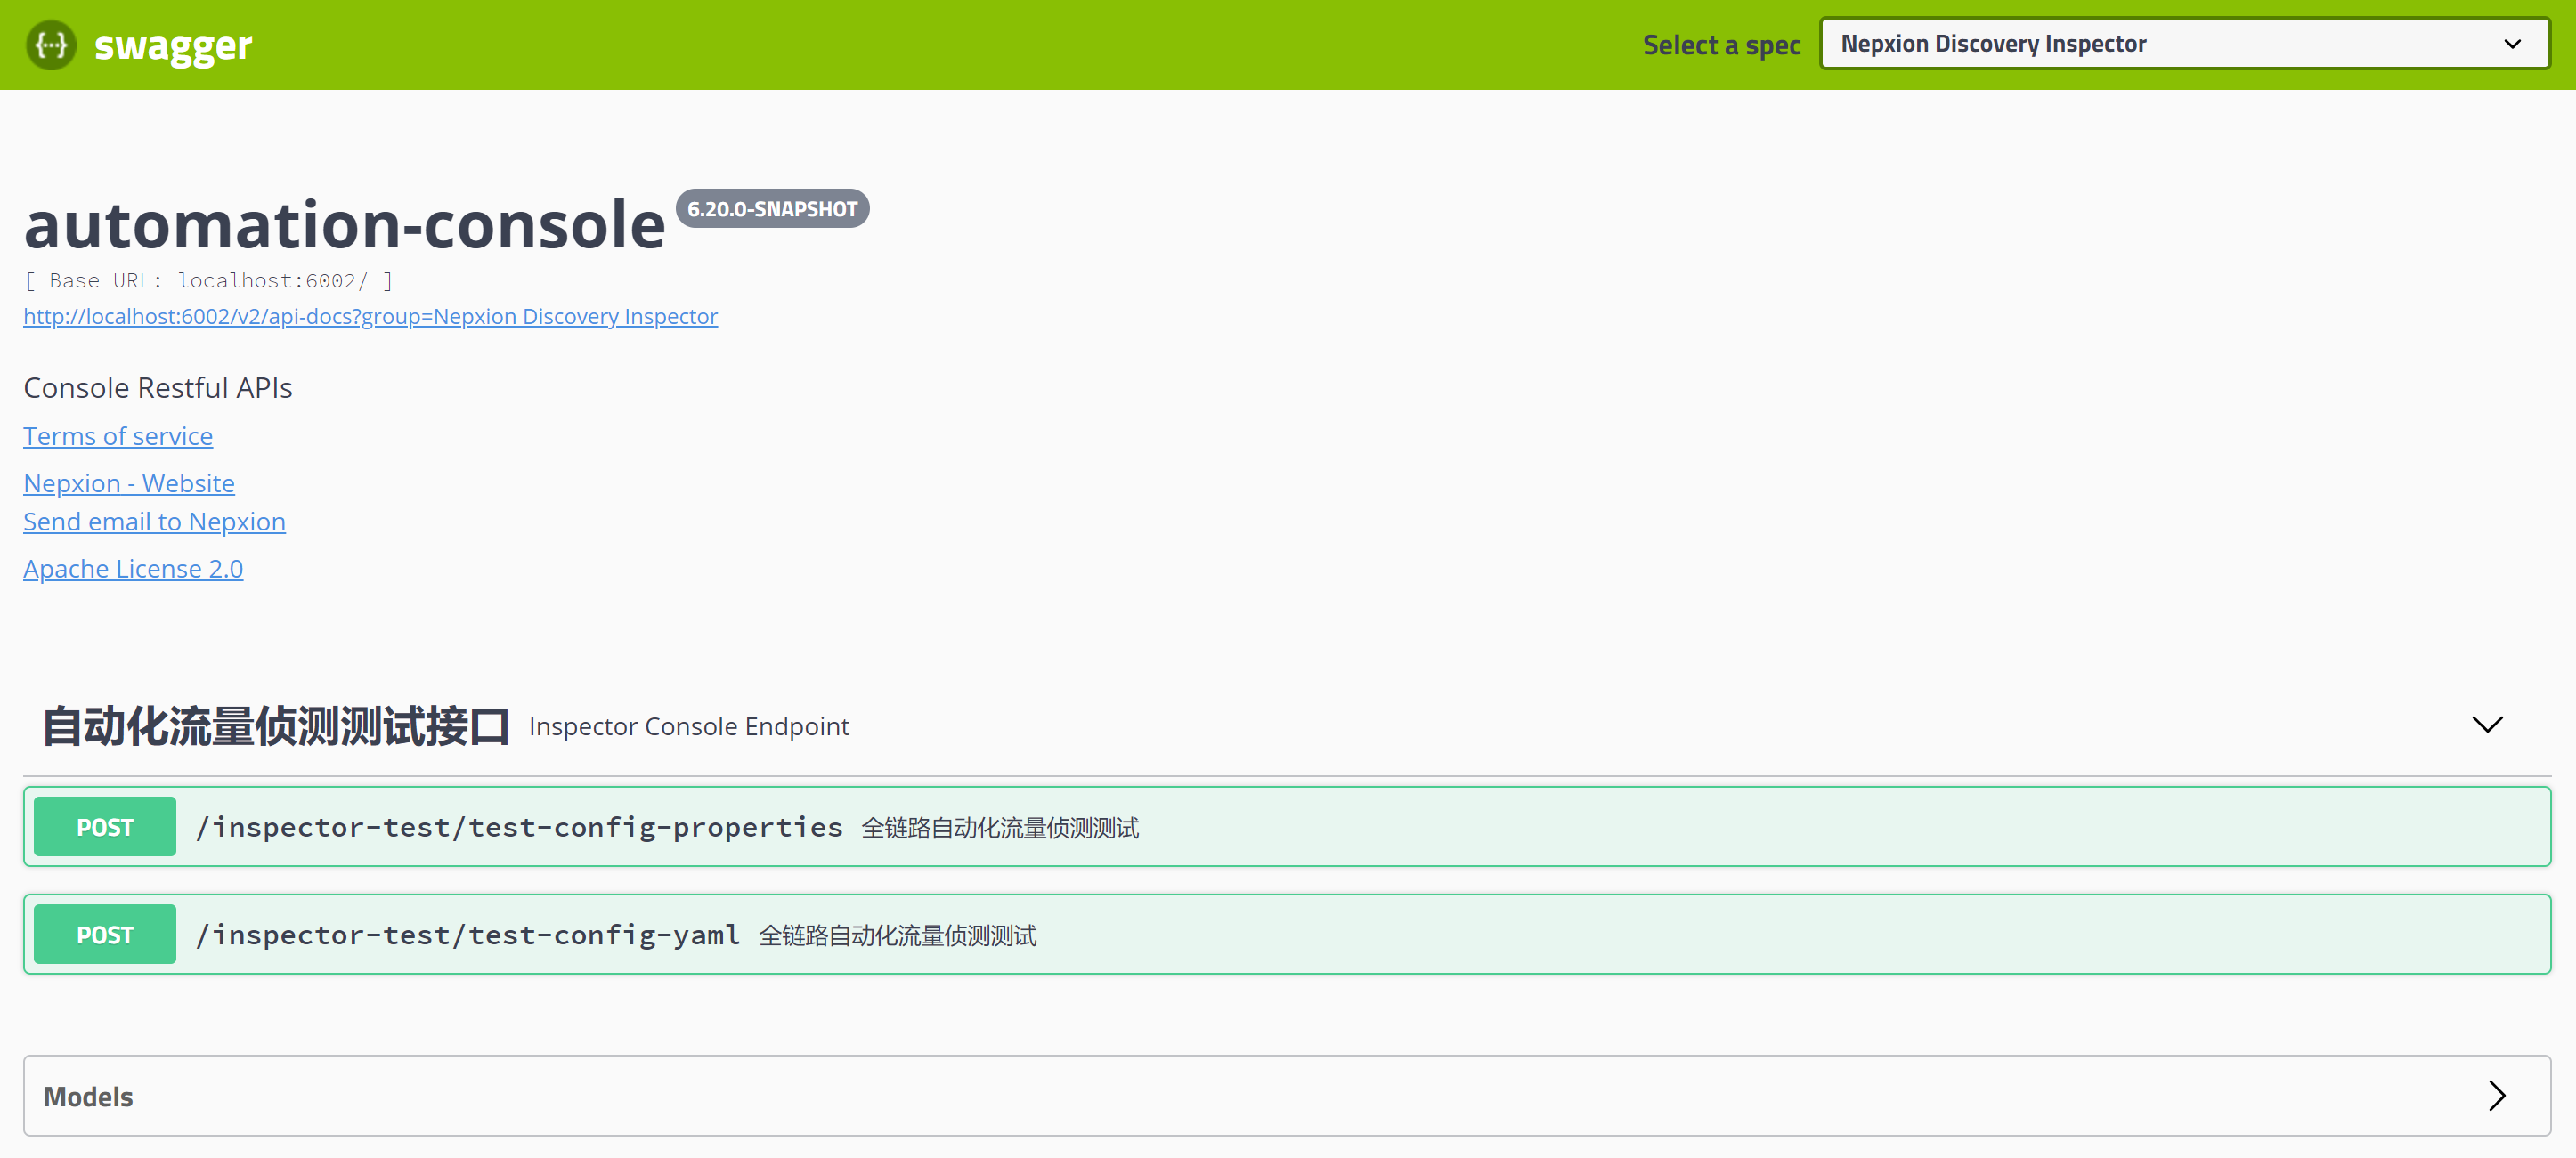 {···} swagger
Select a spec Nepxion Discovery Inspector
automation-console 6.20.0-SNAPSHOT
[ Base URL: localhost:6002/ ]
http://localhost:6002/v2/api-docs?group=Nepxion Discovery Inspector
Console Restful APIs
Terms of service
Nepxion - Website
Send email to Nepxion
Apache License 2.0
自动化流量侦测测试接口 Inspector Console Endpoint
POST /inspector-test/test-config-properties 全链路自动化流量侦测测试
POST /inspector-test/test-config-yaml 全链路自动化流量侦测测试
Models